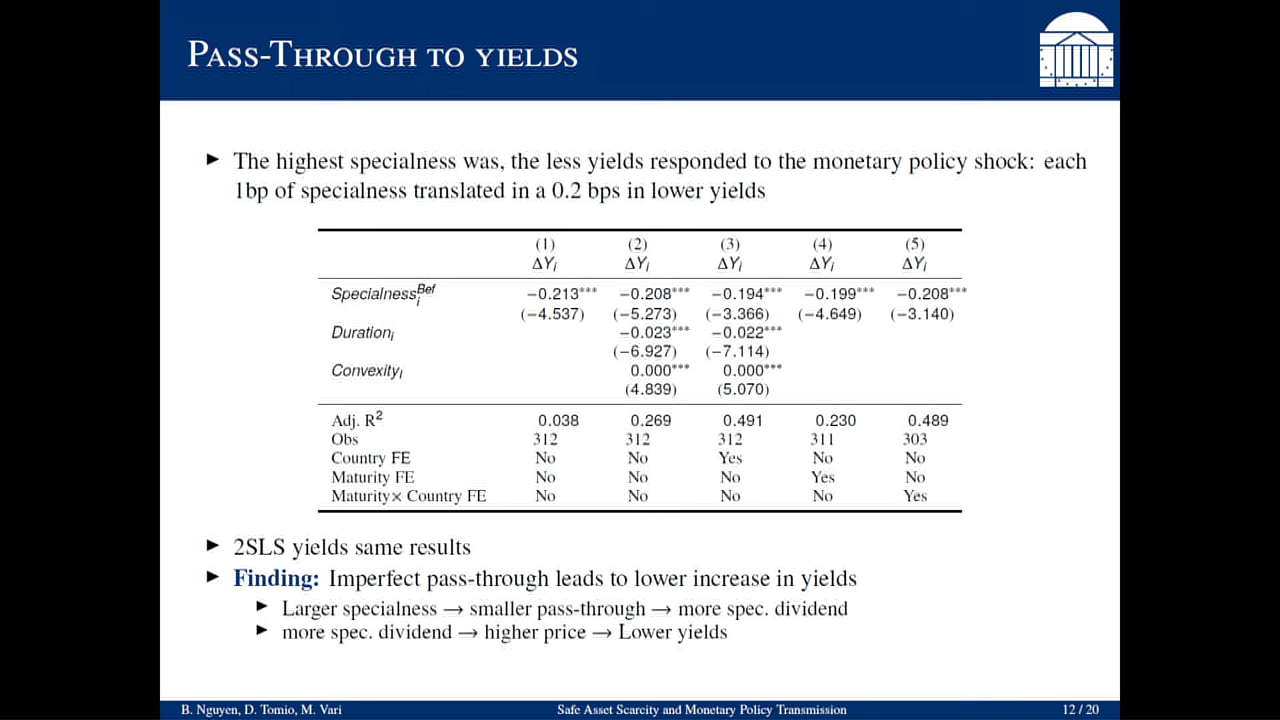 PASS-THROUGH TO YIELDS
► The highest specialness was, the less yields responded to the monetary policy shock: each
1bp of specialness translated in a 0.2 bps in lower yields
(1) (2) (3) (4) (5)
ΔYi ΔYi ΔYi ΔYi ΔYi
Specialness_i^Bef −0.213*** −0.208*** −0.194*** −0.199*** −0.208***
(−4.537) (−5.273) (−3.366) (−4.649) (−3.140)
Duration_i −0.023*** −0.022***
(−6.927) (−7.114)
Convexity_i 0.000*** 0.000***
(4.839) (5.070)
Adj. R² 0.038 0.269 0.491 0.230 0.489
Obs 312 312 312 311 303
Country FE No No Yes No No
Maturity FE No No No Yes No
Maturity× Country FE No No No No Yes
► 2SLS yields same results
► Finding: Imperfect pass-through leads to lower increase in yields
► Larger specialness → smaller pass-through → more spec. dividend
► more spec. dividend → higher price → Lower yields
B. Nguyen, D. Tomio, M. Vari Safe Asset Scarcity and Monetary Policy Transmission 12 / 20